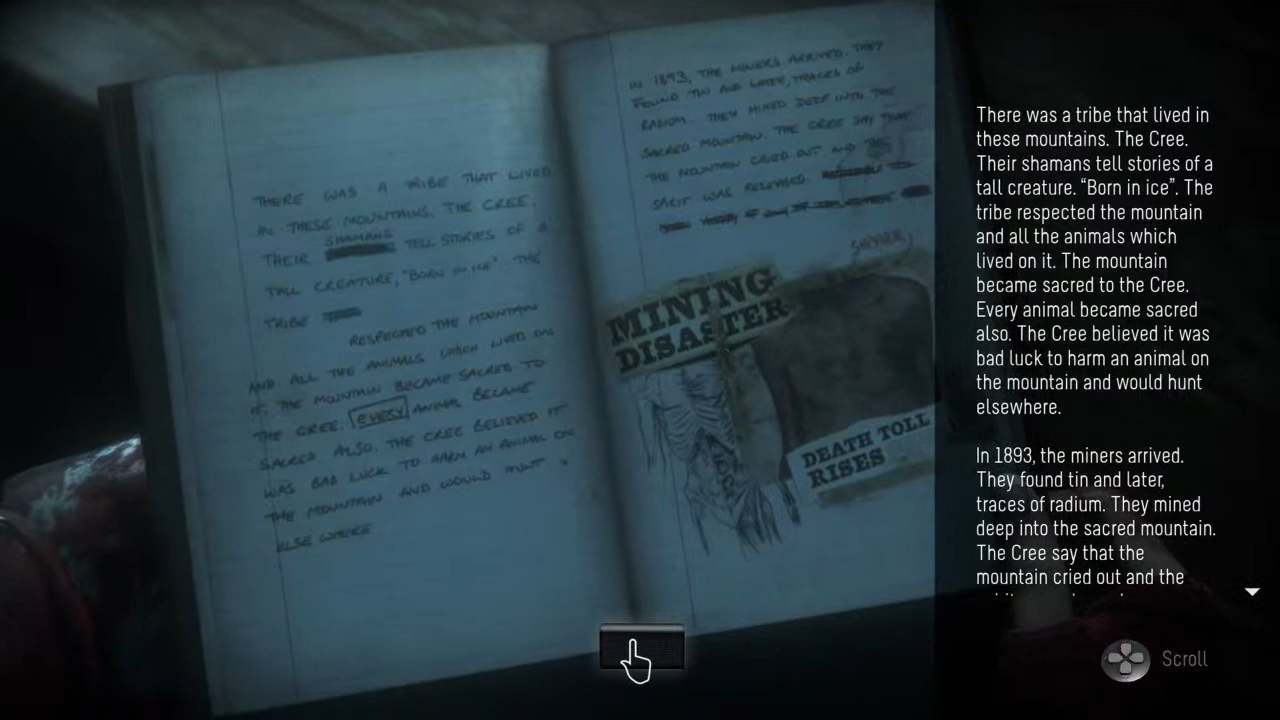 THERE WAS A TRIBE THAT LIVED
IN THESE MOUNTAINS. THE CREE.
SHAMANS
THEIR TELL STORIES OF A
TALL CREATURE, "BORN IN ICE". THE
TRIBE
RESPECTED THE MOUNTAIN
AND ALL THE ANIMALS WHICH LIVED ON
IT. THE MOUNTAIN BECAME SACRED TO
THE CREE. EVERY ANIMAL BECAME
SACRED ALSO. THE CREE BELIEVED IT
WAS BAD LUCK TO HARM AN ANIMAL ON
THE MOUNTAIN AND WOULD HUNT
ELSE WHERE
IN 1893, THE MINERS ARRIVED. THEY
FOUND TIN AND LATER, TRACES OF
RADIUM. THEY MINED DEEP INTO THE
SACRED MOUNTAIN. THE CREE SAY THAT
THE MOUNTAIN CRIED OUT AND THE
SPIRIT WAS RELEASED.
MINING
DISASTER
DEATH TOLL
RISES
There was a tribe that lived in
these mountains. The Cree.
Their shamans tell stories of a
tall creature. “Born in ice”. The
tribe respected the mountain
and all the animals which
lived on it. The mountain
became sacred to the Cree.
Every animal became sacred
also. The Cree believed it was
bad luck to harm an animal on
the mountain and would hunt
elsewhere.
In 1893, the miners arrived.
They found tin and later,
traces of radium. They mined
deep into the sacred mountain.
The Cree say that the
mountain cried out and the
Scroll